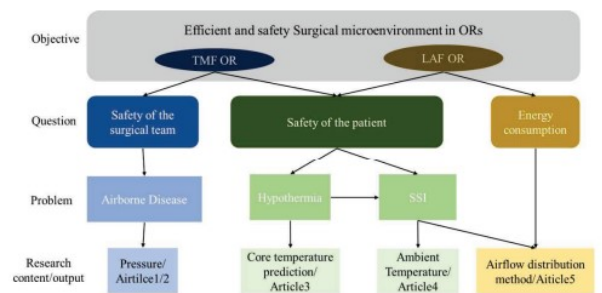 Objective
Efficient and safety Surgical microenvironment in ORs
TMF OR
LAF OR
Question
Safety of the
surgical team
Safety of the patient
Energy
consumption
Problem
Airborne Disease
Hypothermia
SSI
Research
content/output
Pressure/
Airtilce1/2
Core temperature
prediction/
Article3
Ambient
Temperature/
Article4
Airflow distribution
method/Aiticle5